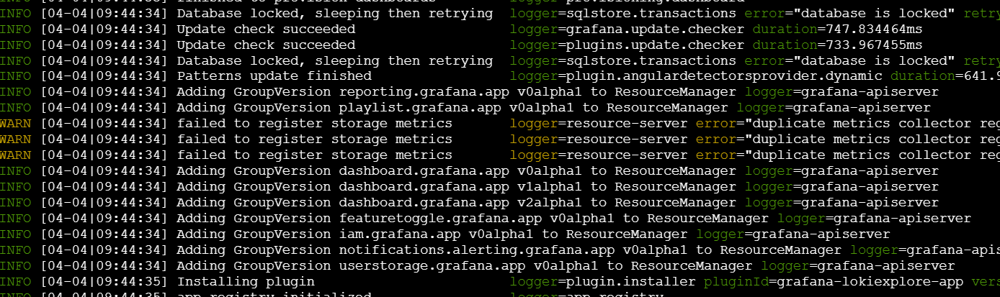 INFO [04-04|09:44:34] Database locked, sleeping then retrying logger=sqlstore.transactions error="database is locked" retry
INFO [04-04|09:44:34] Update check succeeded logger=grafana.update.checker duration=747.834464ms
INFO [04-04|09:44:34] Update check succeeded logger=plugins.update.checker duration=733.967455ms
INFO [04-04|09:44:34] Database locked, sleeping then retrying logger=sqlstore.transactions error="database is locked" retry
INFO [04-04|09:44:34] Patterns update finished logger=plugin.angulardetectorsprovider.dynamic duration=641.9
INFO [04-04|09:44:34] Adding GroupVersion reporting.grafana.app v0alpha1 to ResourceManager logger=grafana-apiserver
INFO [04-04|09:44:34] Adding GroupVersion playlist.grafana.app v0alpha1 to ResourceManager logger=grafana-apiserver
WARN [04-04|09:44:34] failed to register storage metrics logger=resource-server error="duplicate metrics collector reg
WARN [04-04|09:44:34] failed to register storage metrics logger=resource-server error="duplicate metrics collector reg
WARN [04-04|09:44:34] failed to register storage metrics logger=resource-server error="duplicate metrics collector reg
INFO [04-04|09:44:34] Adding GroupVersion dashboard.grafana.app v0alpha1 to ResourceManager logger=grafana-apiserver
INFO [04-04|09:44:34] Adding GroupVersion dashboard.grafana.app v1alpha1 to ResourceManager logger=grafana-apiserver
INFO [04-04|09:44:34] Adding GroupVersion dashboard.grafana.app v2alpha1 to ResourceManager logger=grafana-apiserver
INFO [04-04|09:44:34] Adding GroupVersion featuretoggle.grafana.app v0alpha1 to ResourceManager logger=grafana-apiserver
INFO [04-04|09:44:34] Adding GroupVersion iam.grafana.app v0alpha1 to ResourceManager logger=grafana-apiserver
INFO [04-04|09:44:34] Adding GroupVersion notifications.alerting.grafana.app v0alpha1 to ResourceManager logger=grafana-apis
INFO [04-04|09:44:34] Adding GroupVersion userstorage.grafana.app v0alpha1 to ResourceManager logger=grafana-apiserver
INFO [04-04|09:44:35] Installing plugin logger=plugin.installer pluginId=grafana-lokiexplore-app vers
INFO [04-04|09:44:35] app registry initialized logger=app-registry